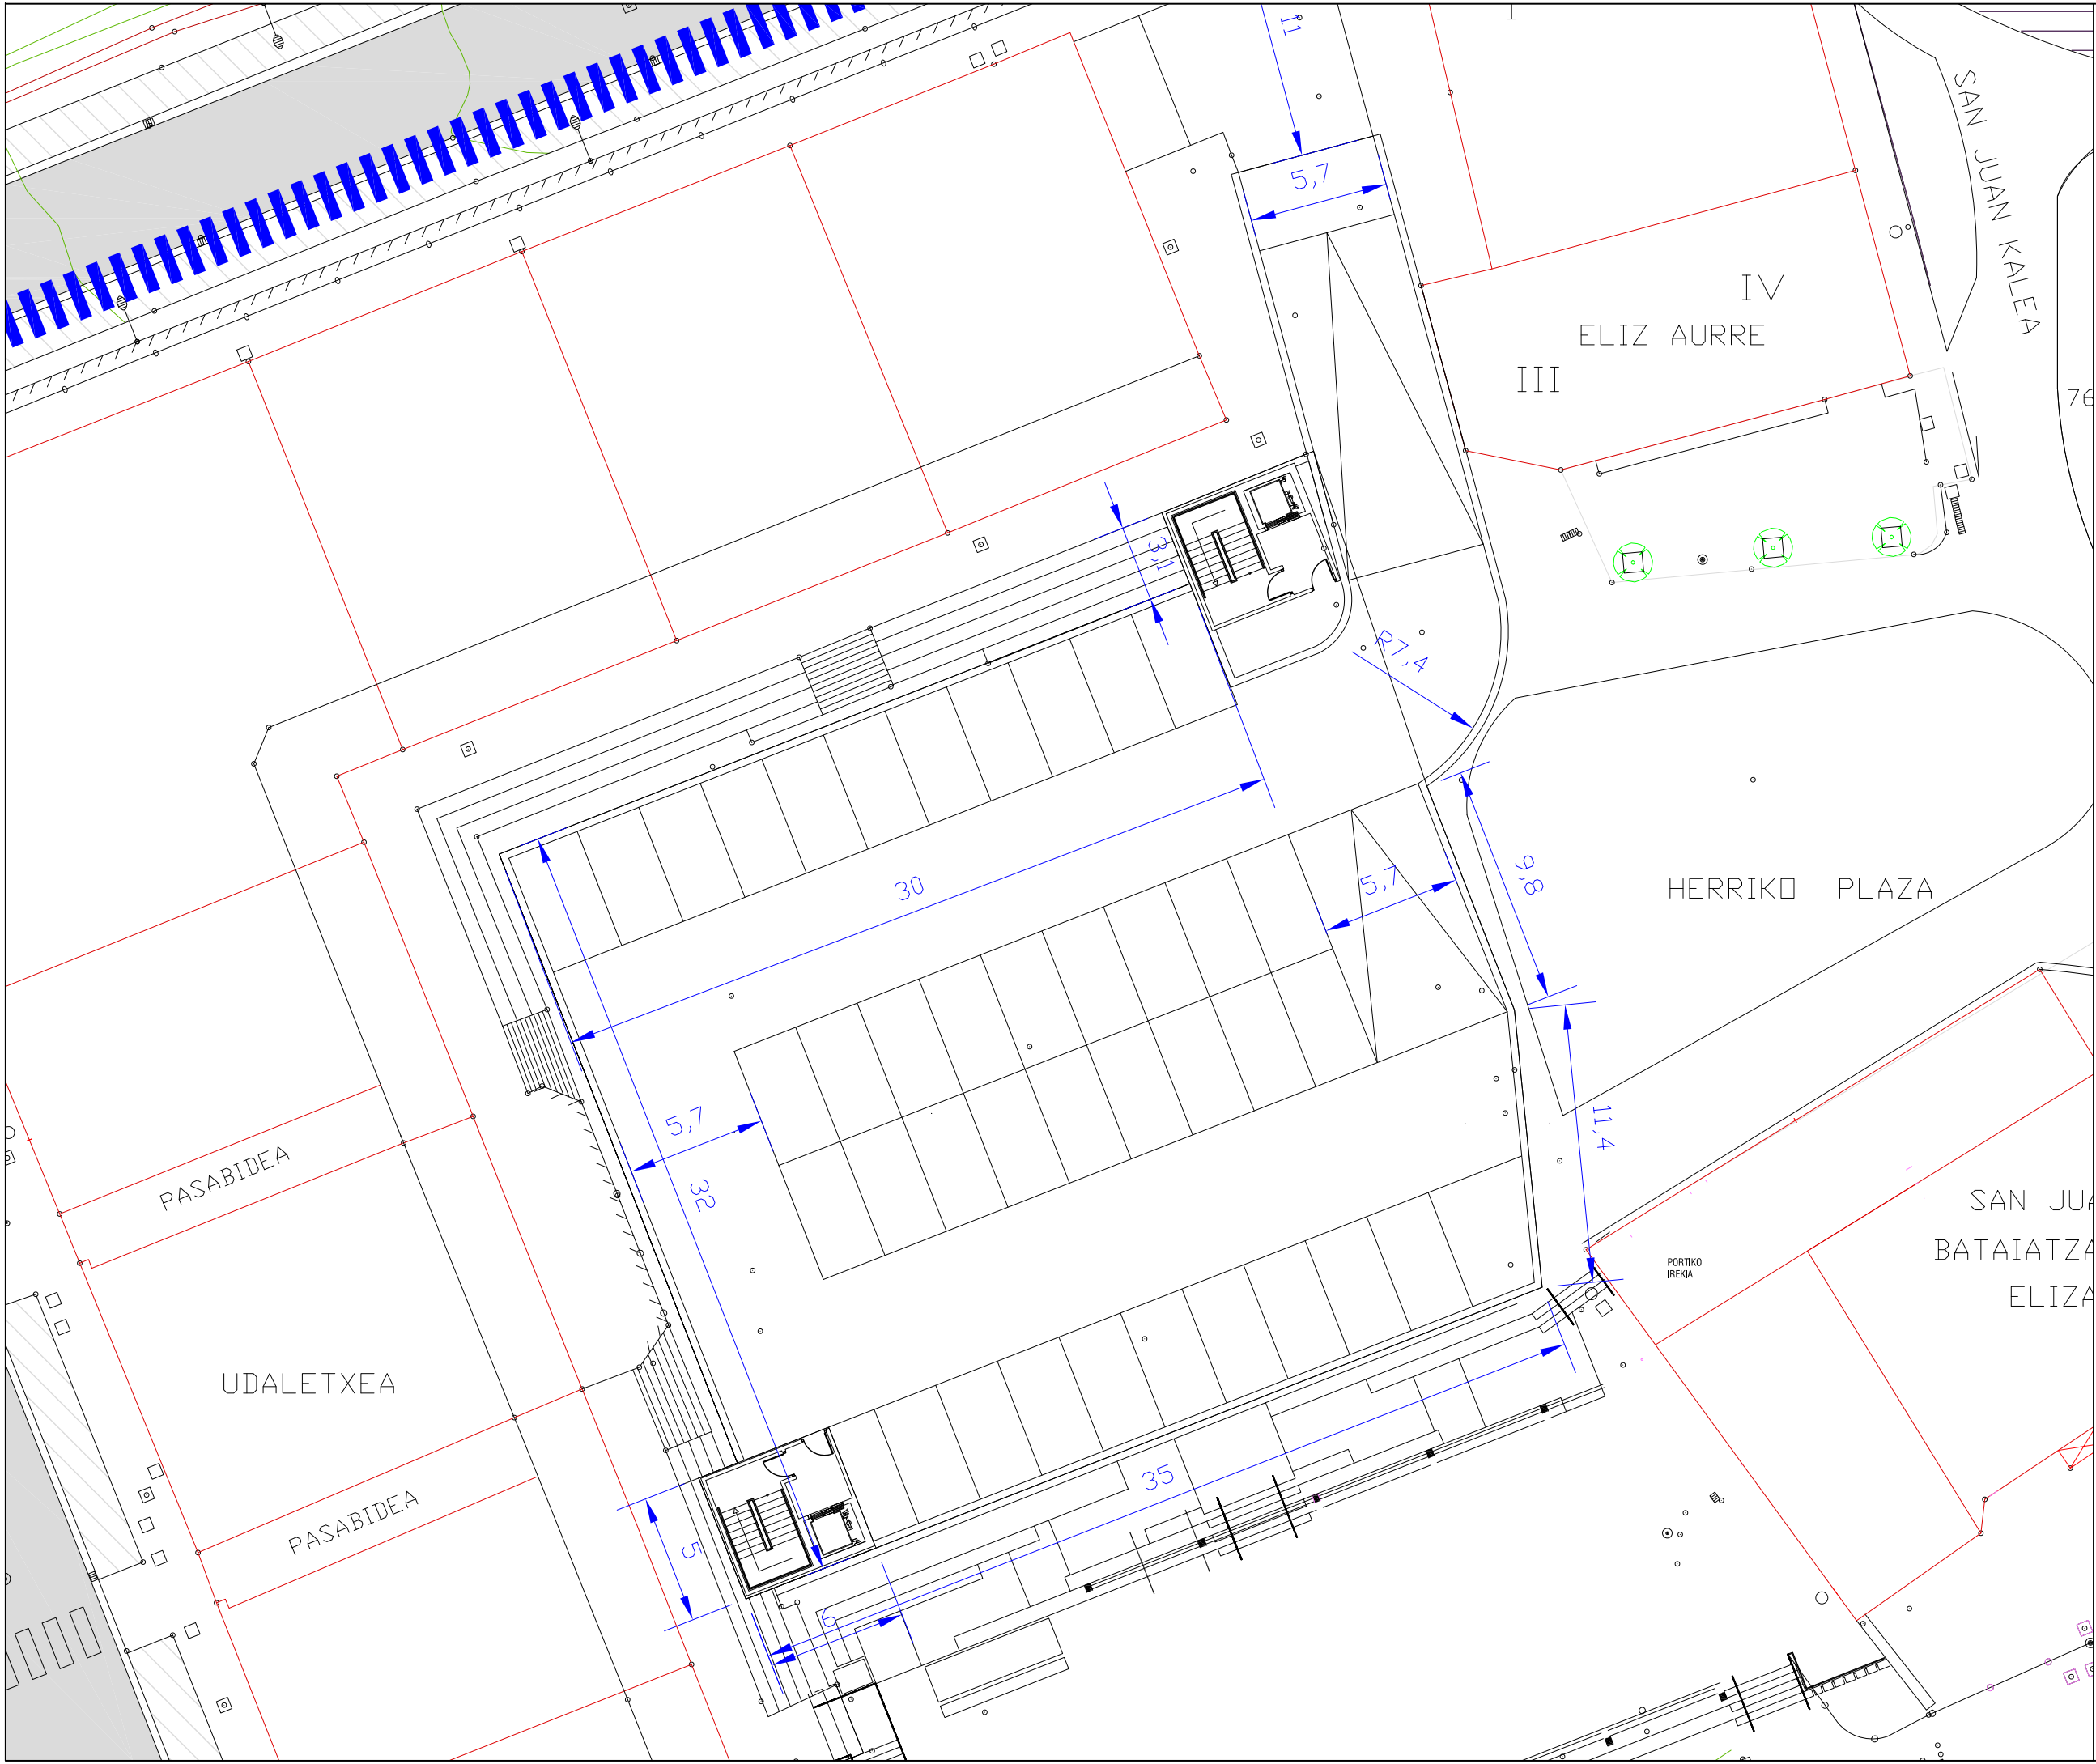 11
I
SAN JUAN KALEA
5,7
IV
ELIZ AURRE
III
76
3,1
R7,4
30
5,7
9,8
HERRIKO PLAZA
5,7
32
11,4
PASABIDEA
SAN JUA
BATAIATZA
ELIZA
PORTIKO
IREKIA
UDALETXEA
35
PASABIDEA
5
6